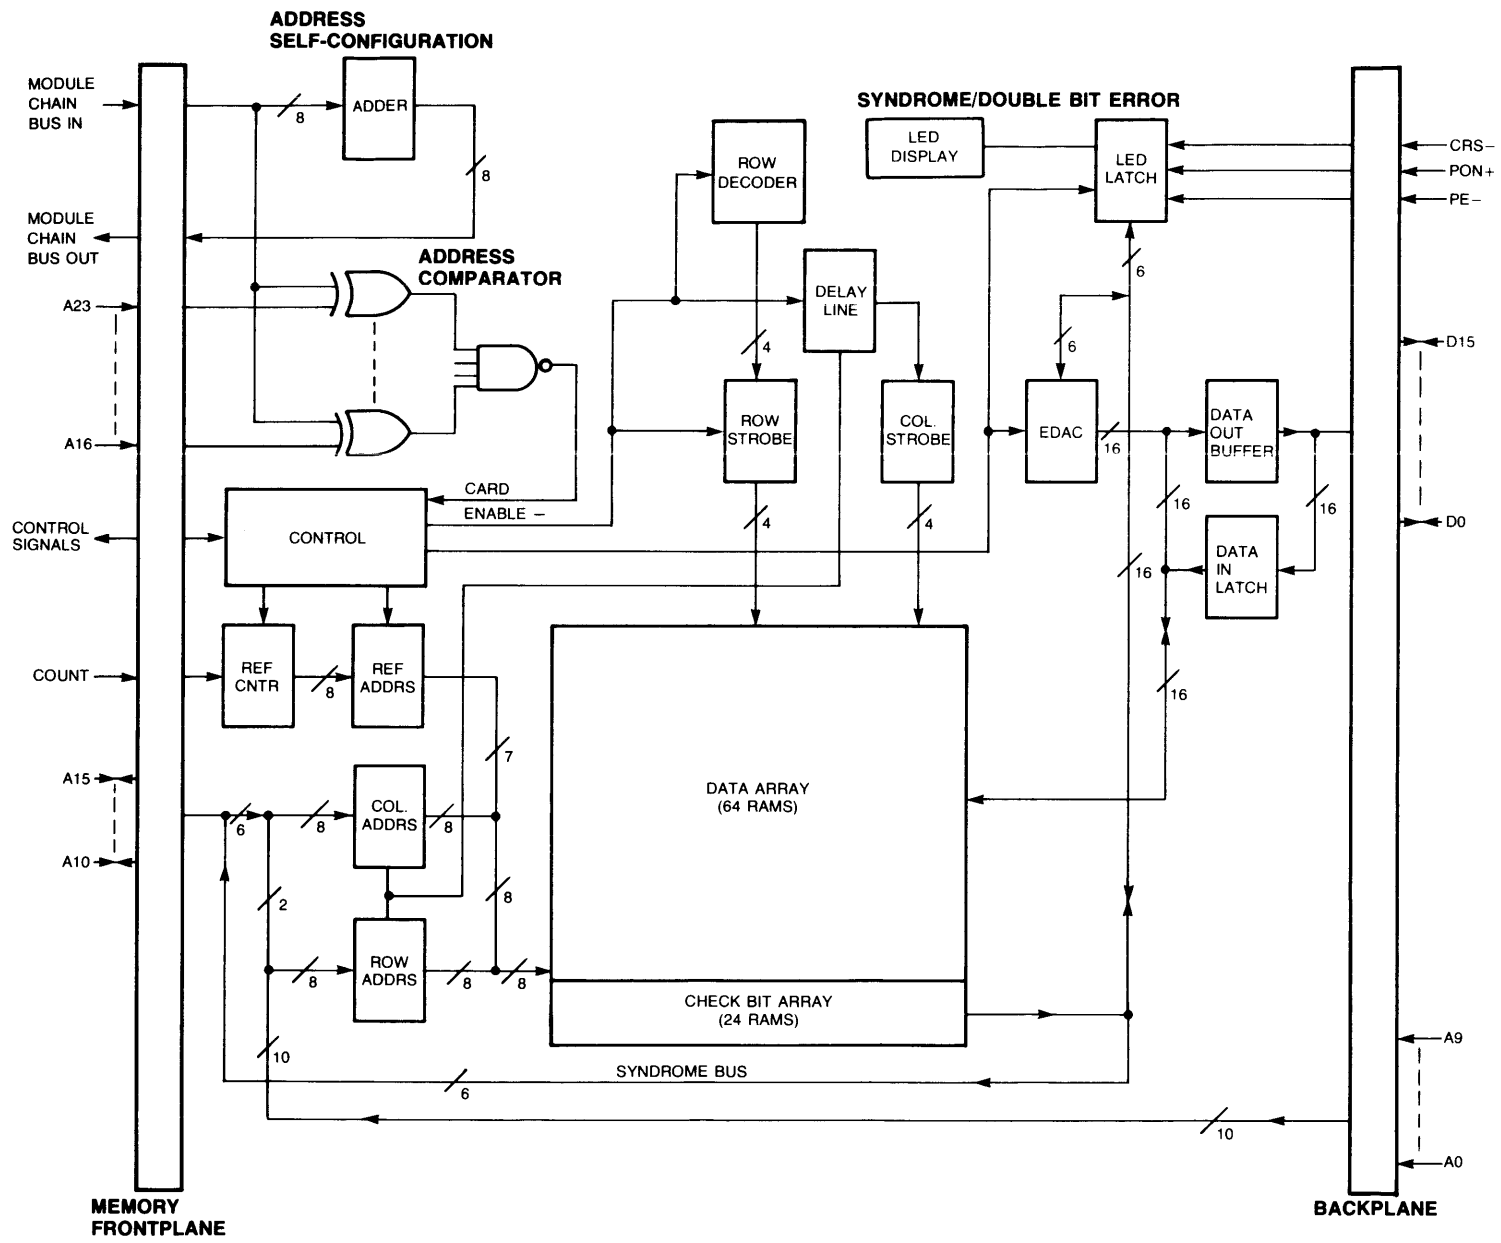 ADDRESS
SELF-CONFIGURATION
MODULE
CHAIN
BUS IN
8
ADDER
8
MODULE
CHAIN
BUS OUT
ADDRESS
COMPARATOR
A23
A16
SYNDROME/DOUBLE BIT ERROR
LED
DISPLAY
LED
LATCH
CRS-
PON+
PE-
ROW
DECODER
DELAY
LINE
4
6
6
D15
D0
ROW
STROBE
COL.
STROBE
EDAC
16
DATA
OUT
BUFFER
CARD
ENABLE -
CONTROL
SIGNALS
CONTROL
4
4
16
16
16
DATA
IN
LATCH
COUNT
REF
CNTR
8
REF
ADDRS
7
16
A15
A10
6
8
COL.
ADDRS
8
DATA ARRAY
(64 RAMS)
2
8
8
ROW
ADDRS
8
8
CHECK BIT ARRAY
(24 RAMS)
10
SYNDROME BUS
6
10
A9
A0
MEMORY
FRONTPLANE
BACKPLANE